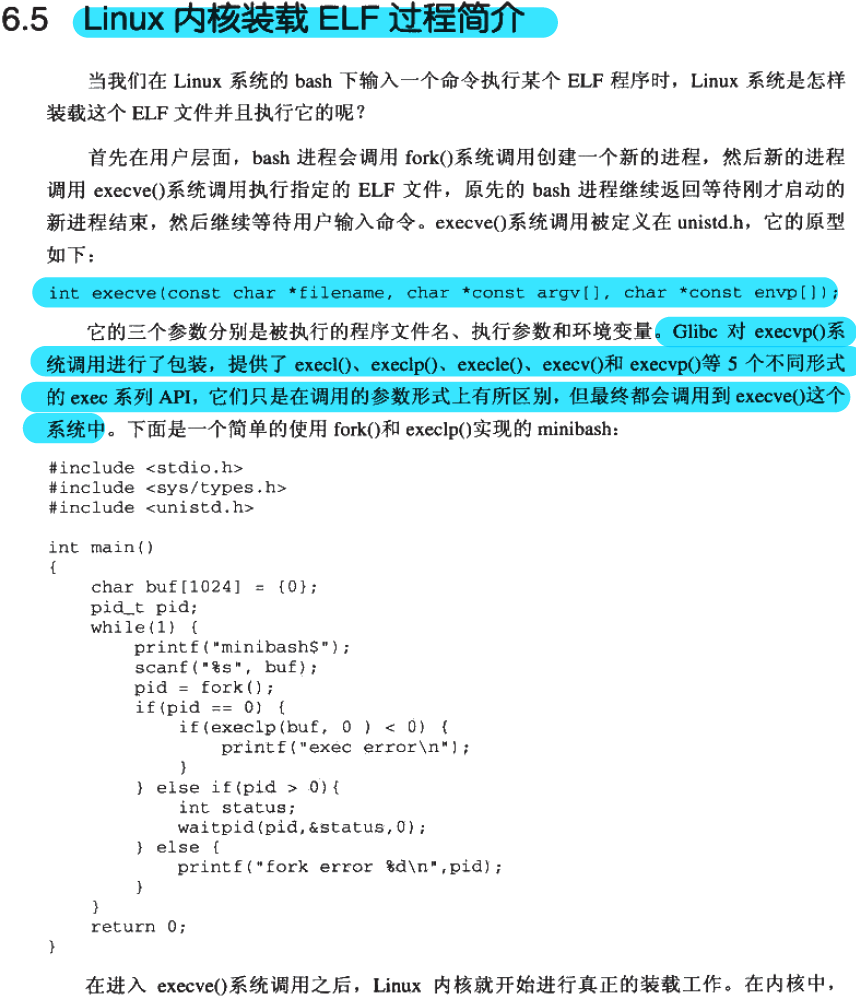 6.5 Linux 内核装载 ELF 过程简介
当我们在 Linux 系统的 bash 下输入一个命令执行某个 ELF 程序时，Linux 系统是怎样
装载这个 ELF 文件并且执行它的呢？
首先在用户层面，bash 进程会调用 fork()系统调用创建一个新的进程，然后新的进程
调用 execve()系统调用执行指定的 ELF 文件，原先的 bash 进程继续返回等待刚才启动的
新进程结束，然后继续等待用户输入命令。execve()系统调用被定义在 unistd.h，它的原型
如下：
int execve(const char *filename, char *const argv[], char *const envp[]);
它的三个参数分别是被执行的程序文件名、执行参数和环境变量。Glibc 对 execvp()系
统调用进行了包装，提供了 execl()、execlp()、execle()、execv()和 execvp()等 5 个不同形式
的 exec 系列 API，它们只是在调用的参数形式上有所区别，但最终都会调用到 execve()这个
系统中。下面是一个简单的使用 fork()和 execlp()实现的 minibash：
#include <stdio.h>
#include <sys/types.h>
#include <unistd.h>
int main()
{
    char buf[1024] = {0};
    pid_t pid;
    while(1) {
        printf("minibash$");
        scanf("%s", buf);
        pid = fork();
        if(pid == 0) {
            if(execlp(buf, 0 ) < 0) {
                printf("exec error\n");
            }
        } else if(pid > 0){
            int status;
            waitpid(pid,&status,0);
        } else {
            printf("fork error %d\n",pid);
        }
    }
    return 0;
}
在进入 execve()系统调用之后，Linux 内核就开始进行真正的装载工作。在内核中，